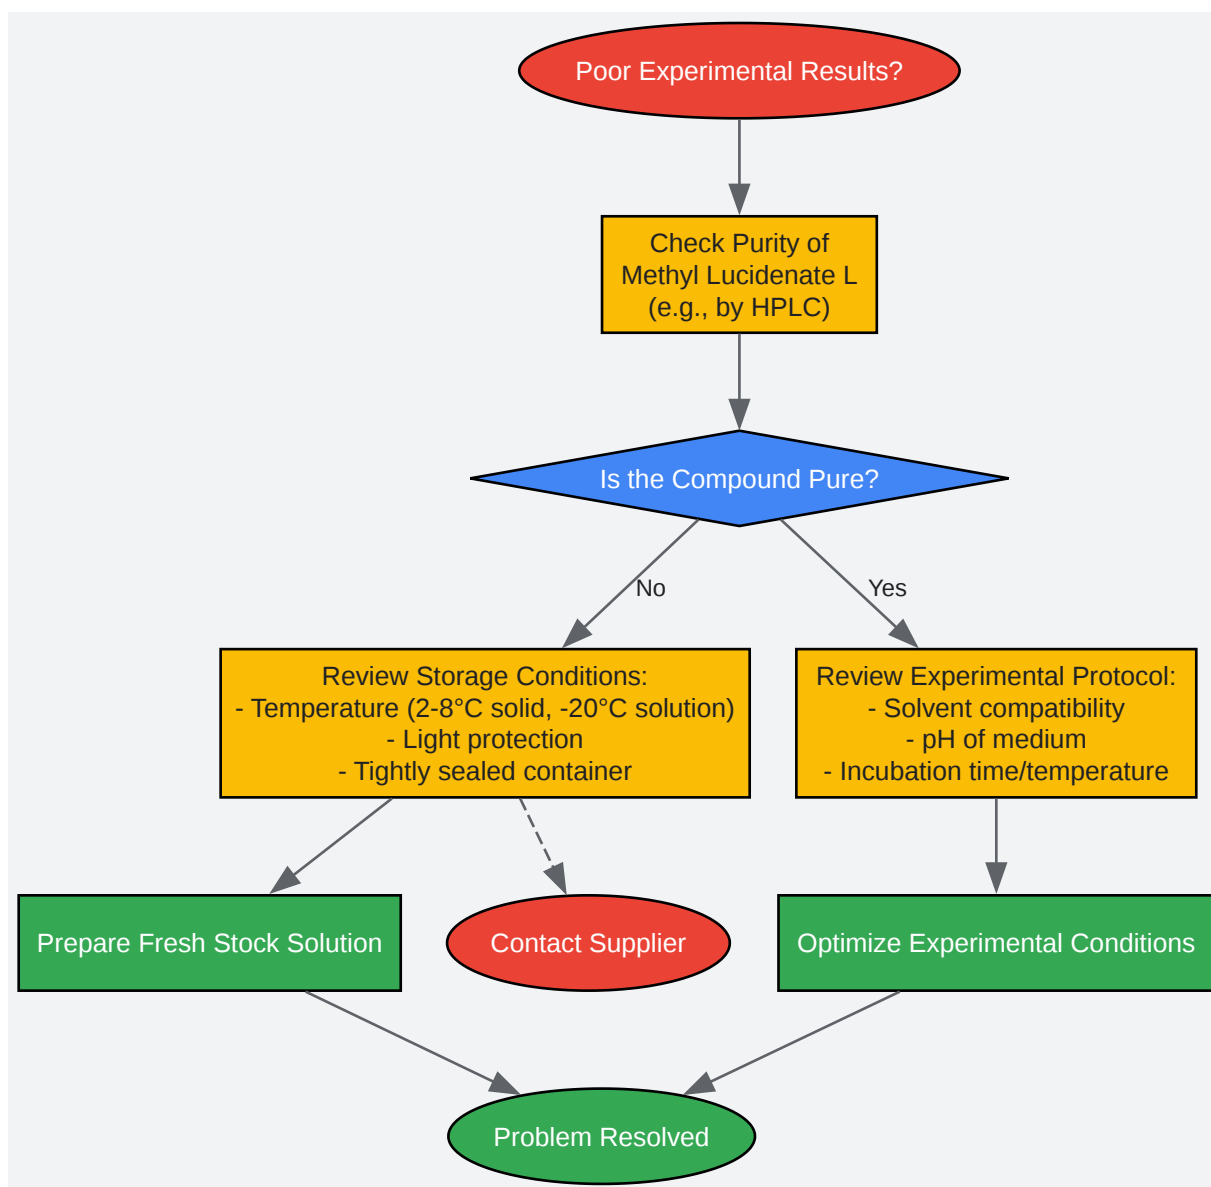 Poor Experimental Results?
Check Purity of
Methyl Lucidenate L
(e.g., by HPLC)
Is the Compound Pure?
No
Yes
Review Storage Conditions:
- Temperature (2-8°C solid, -20°C solution)
- Light protection
- Tightly sealed container
Review Experimental Protocol:
- Solvent compatibility
- pH of medium
- Incubation time/temperature
Prepare Fresh Stock Solution
Contact Supplier
Optimize Experimental Conditions
Problem Resolved